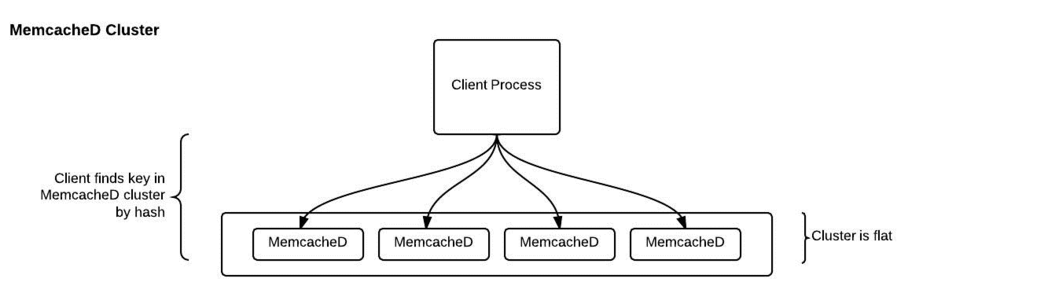 MemcacheD Cluster
Client Process
Client finds key in
MemcacheD cluster
by hash
MemcacheD
MemcacheD
MemcacheD
MemcacheD
Cluster is flat